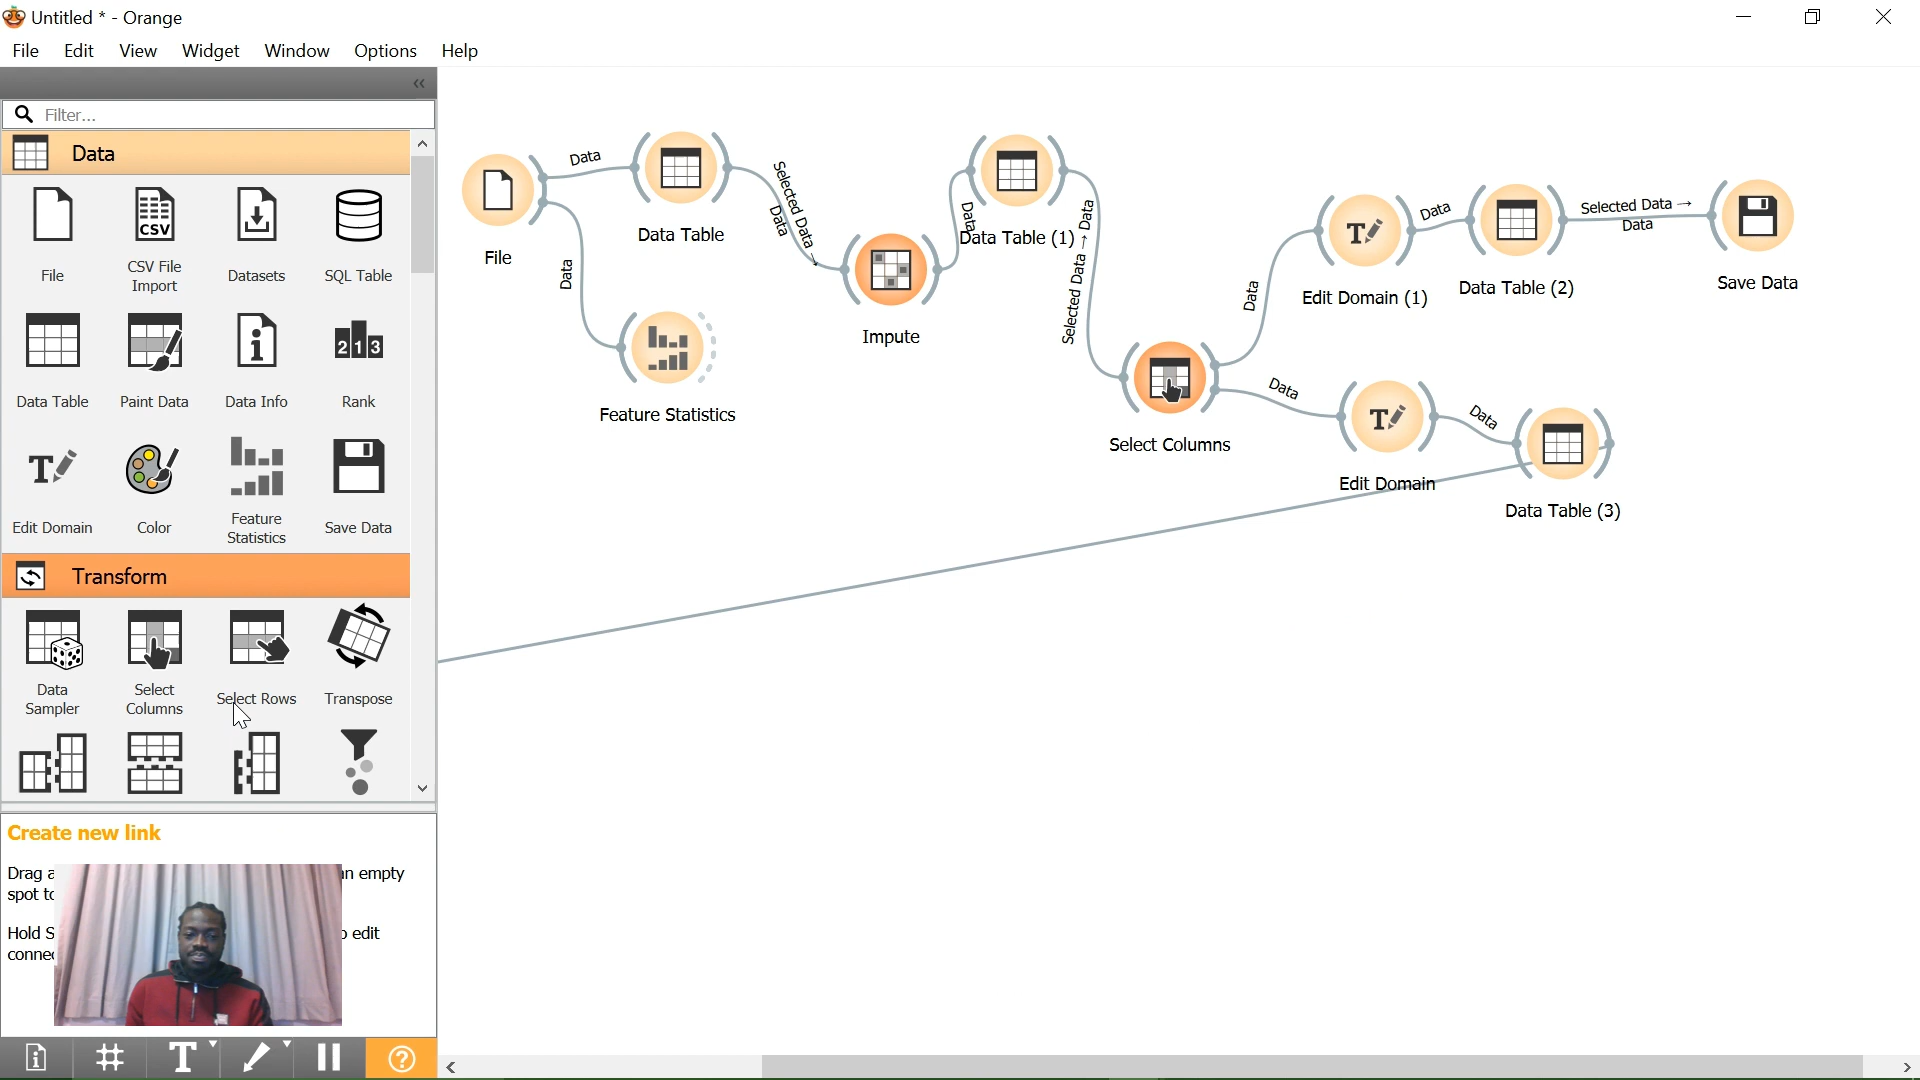 Untitled * - Orange
File Edit View Widget Window Options Help
Filter...
Data
CSV
File
CSV File
Import
Datasets
SQL Table
213
Data Table
Paint Data
Data Info
Rank
T
Edit Domain
Color
Feature
Statistics
Save Data
Transform
Data
Sampler
Select
Columns
Select Rows
Transpose
Create new link
Drag
an empty
spot
Hold
edit
T
?
File
Data
Data
Data Table
Feature Statistics
Selected Data →
Data
Impute
Data
Data Table (1)
Selected Data → Data
Select Columns
Data
Data
T
Edit Domain (1)
Data
Data Table (2)
Selected Data →
Data
Save Data
T
Edit Domain
Data
Data Table (3)